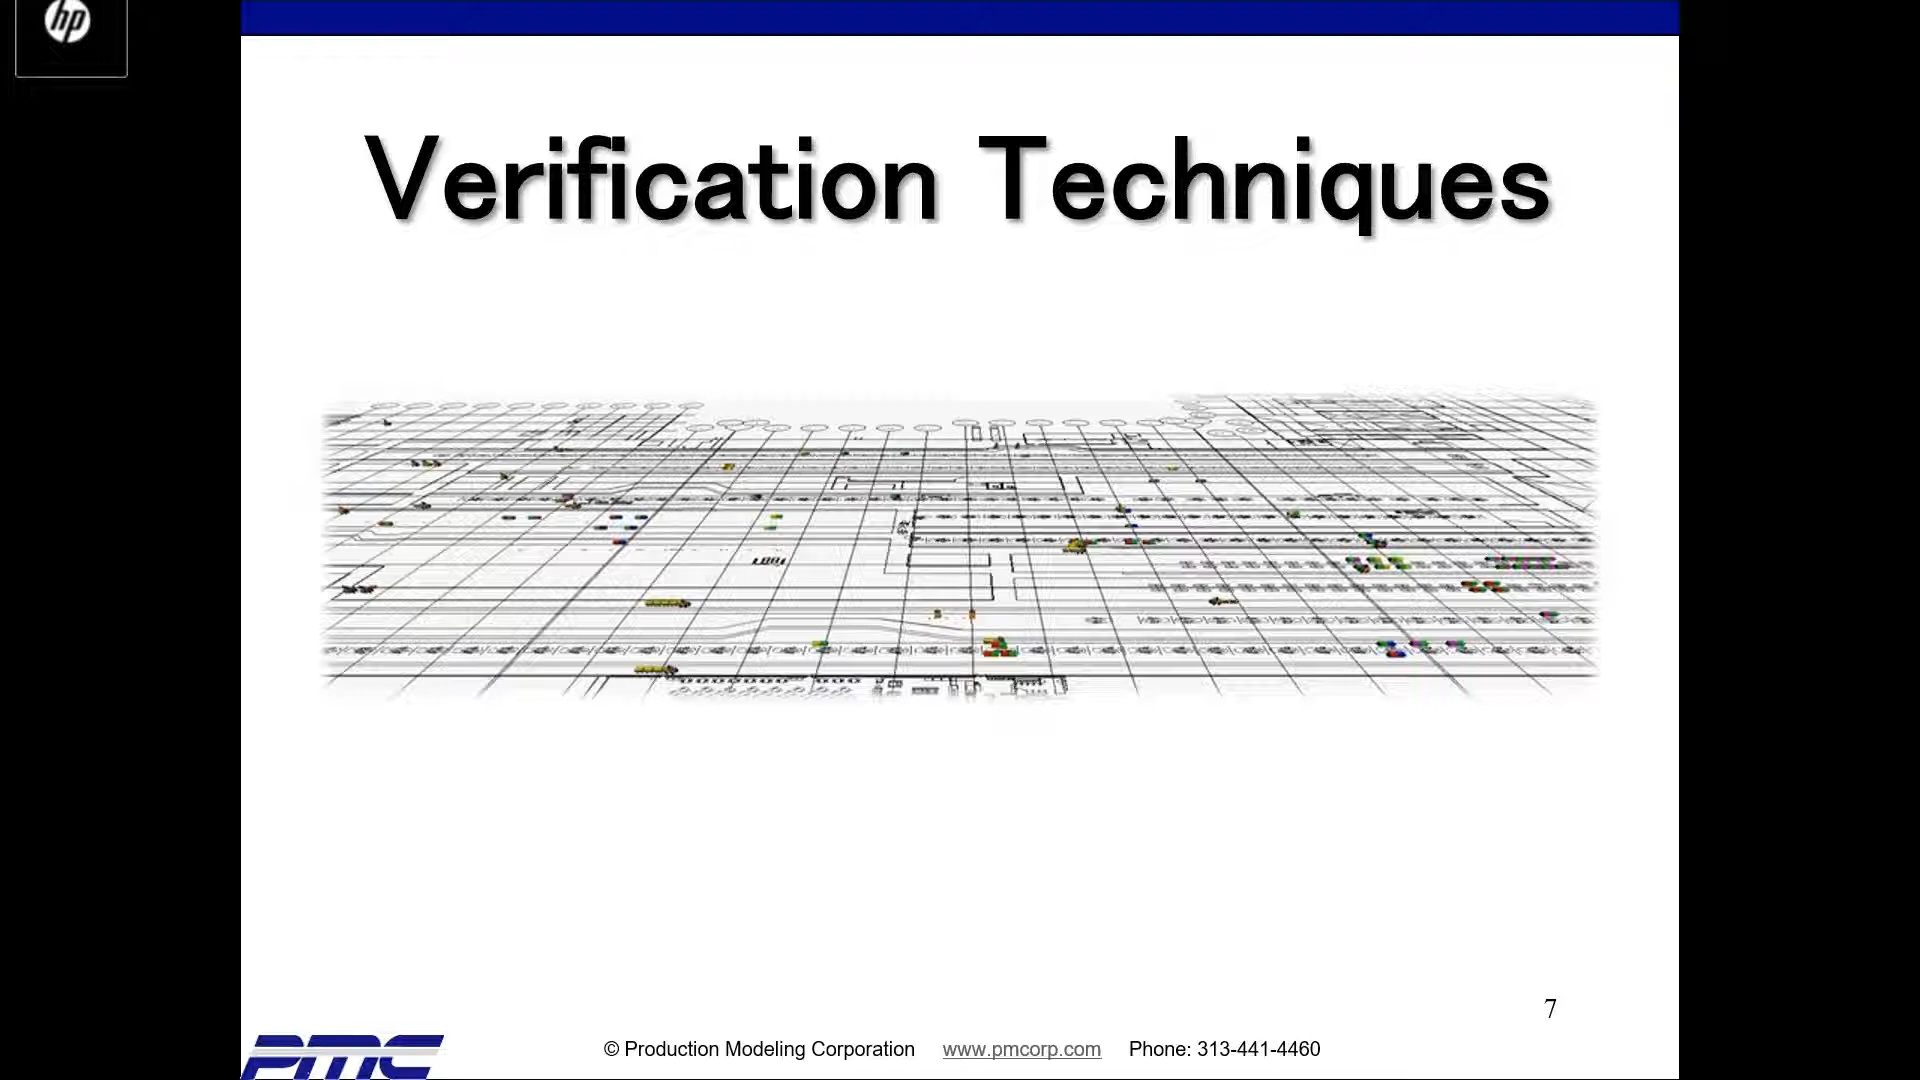 hp
Verification Techniques
7
PMC
© Production Modeling Corporation www.pmcorp.com Phone: 313-441-4460